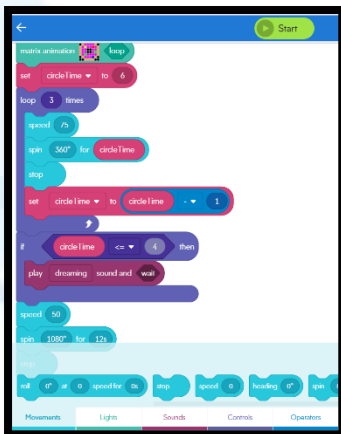 Start
matrix animation loop
set circleTime to 6
loop 3 times
speed 75
spin 360° for circleTime
stop
set circleTime to circleTime - 1
if circleTime <= 4 then
play dreaming sound and wait
speed 50
spin 1080° for 12s
stop
roll 0° at 0 speed for 0s stop speed 0 heading 0° spin
Movements Lights Sounds Controls Operators